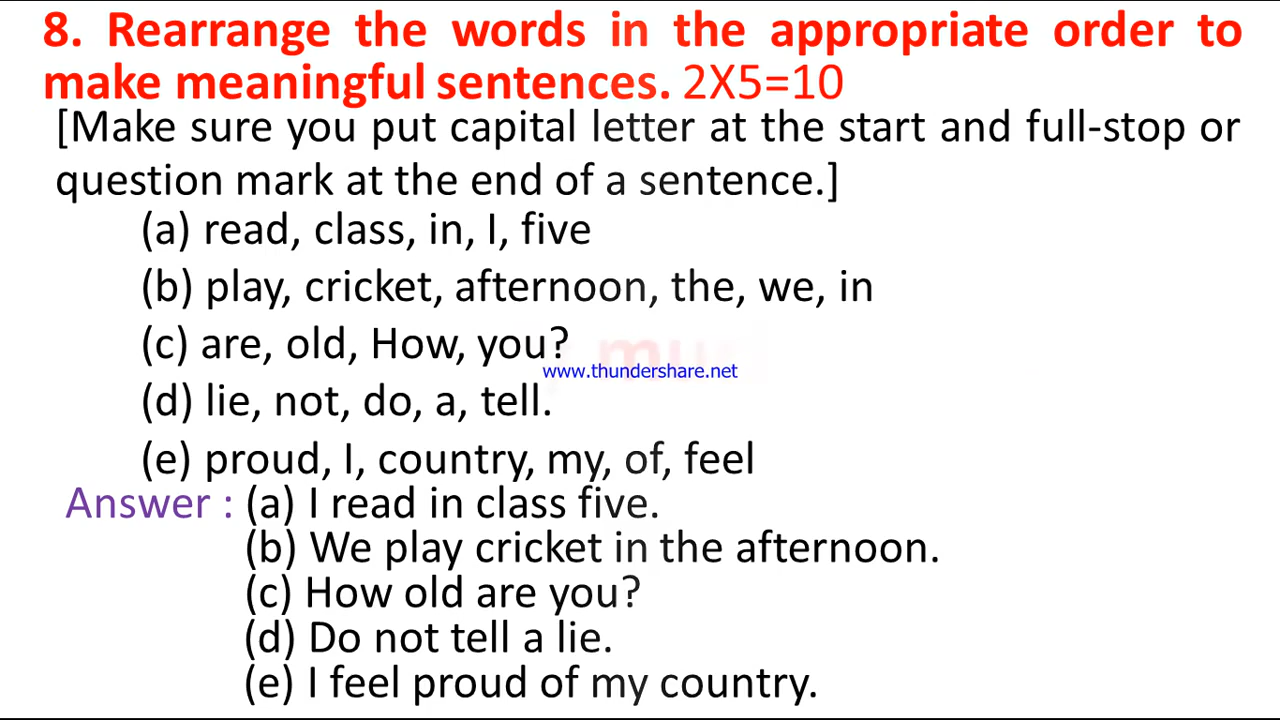 8. Rearrange the words in the appropriate order to
make meaningful sentences. 2X5=10
[Make sure you put capital letter at the start and full-stop or
question mark at the end of a sentence.]
(a) read, class, in, I, five
(b) play, cricket, afternoon, the, we, in
(c) are, old, How, you?
www.thundershare.net
(d) lie, not, do, a, tell.
(e) proud, I, country, my, of, feel
Answer : (a) I read in class five.
(b) We play cricket in the afternoon.
(c) How old are you?
(d) Do not tell a lie.
(e) I feel proud of my country.